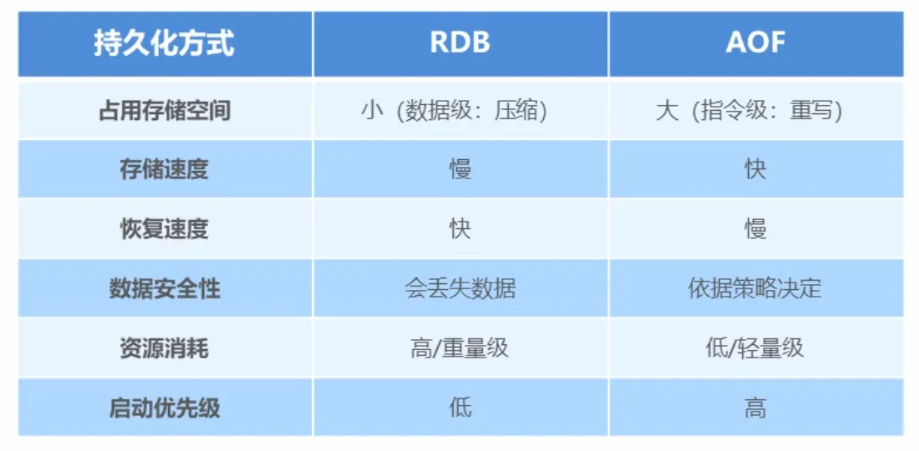 持久化方式 RDB AOF
占用存储空间 小（数据级：压缩） 大（指令级：重写）
存储速度 慢 快
恢复速度 快 慢
数据安全性 会丢失数据 依据策略决定
资源消耗 高/重量级 低/轻量级
启动优先级 低 高